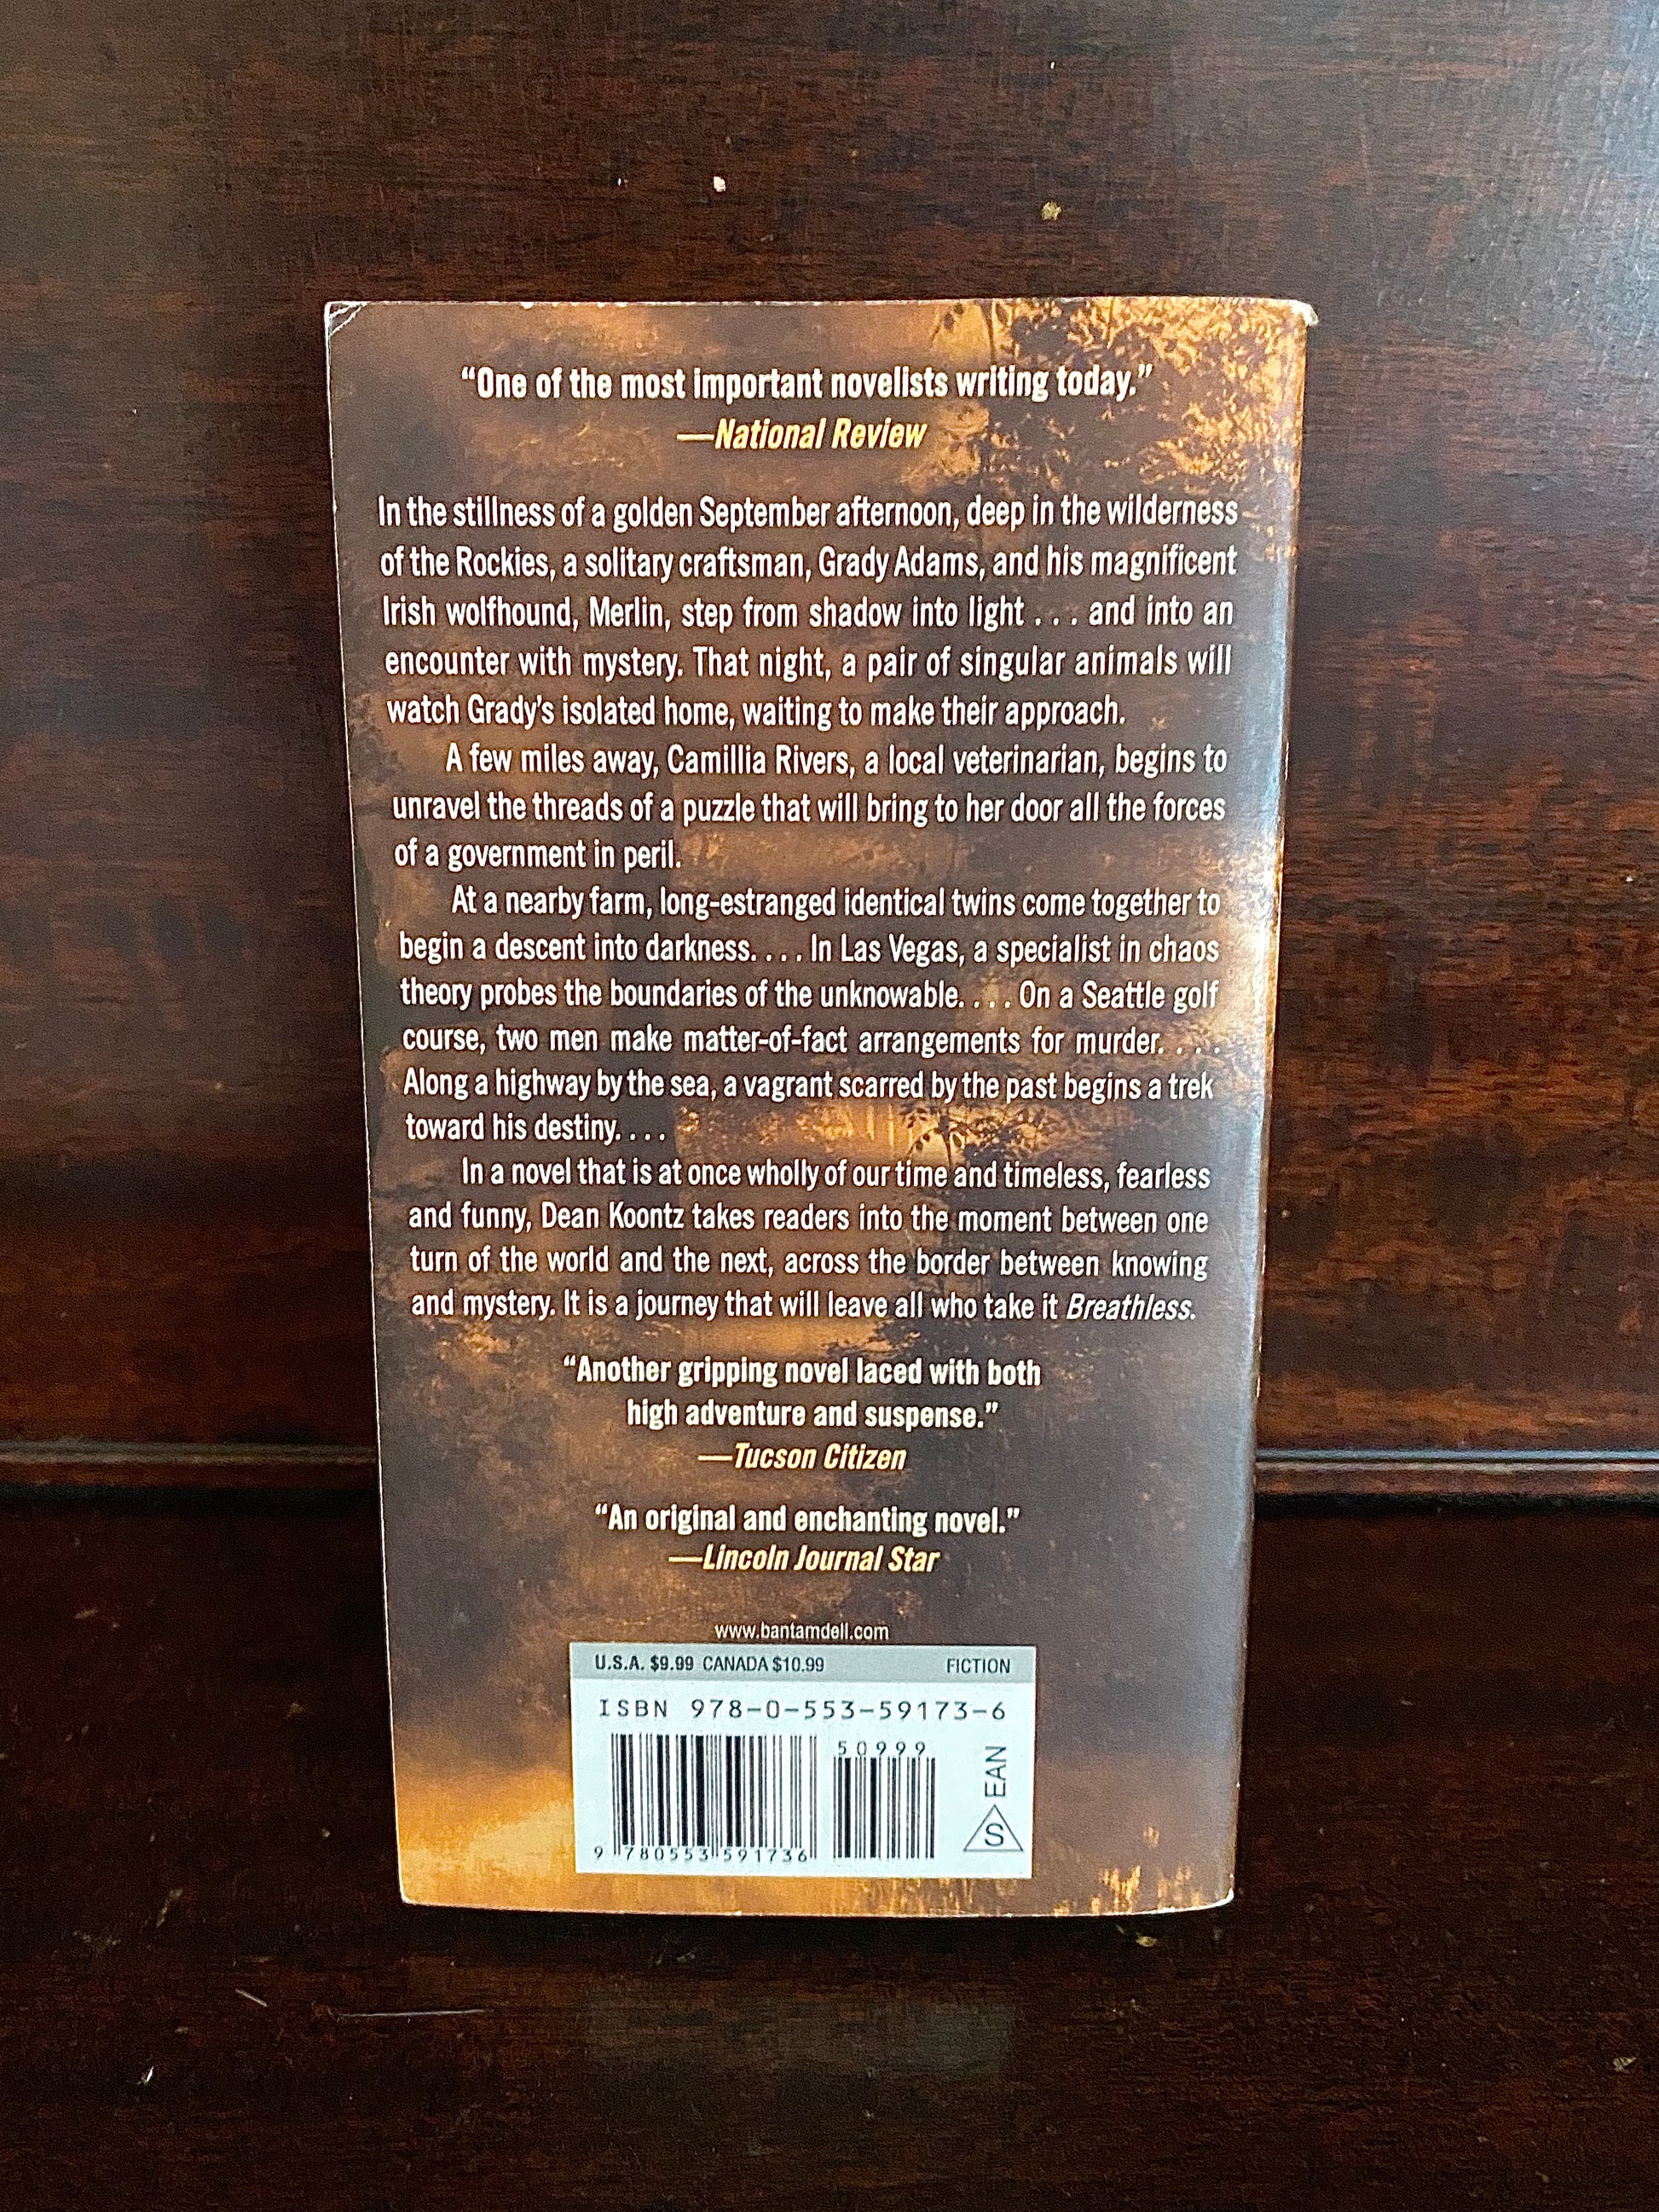 “One of the most important novelists writing today.”
—National Review
In the stillness of a golden September afternoon, deep in the wilderness
of the Rockies, a solitary craftsman, Grady Adams, and his magnificent
Irish wolfhound, Merlin, step from shadow into light . . . and into an
encounter with mystery. That night, a pair of singular animals will
watch Grady’s isolated home, waiting to make their approach.
A few miles away, Camillia Rivers, a local veterinarian, begins to
unravel the threads of a puzzle that will bring to her door all the forces
of a government in peril.
At a nearby farm, long-estranged identical twins come together to
begin a descent into darkness. . . . In Las Vegas, a specialist in chaos
theory probes the boundaries of the unknowable. . . . On a Seattle golf
course, two men make matter-of-fact arrangements for murder. . . .
Along a highway by the sea, a vagrant scarred by the past begins a trek
toward his destiny. . . .
In a novel that is at once wholly of our time and timeless, fearless
and funny, Dean Koontz takes readers into the moment between one
turn of the world and the next, across the border between knowing
and mystery. It is a journey that will leave all who take it Breathless.
“Another gripping novel laced with both
high adventure and suspense.”
—Tucson Citizen
“An original and enchanting novel.”
—Lincoln Journal Star
www.bantamdell.com
U.S.A. $9.99 CANADA $10.99 FICTION
ISBN 978-0-553-59173-6
50999
EAN
S
9 780553 591736